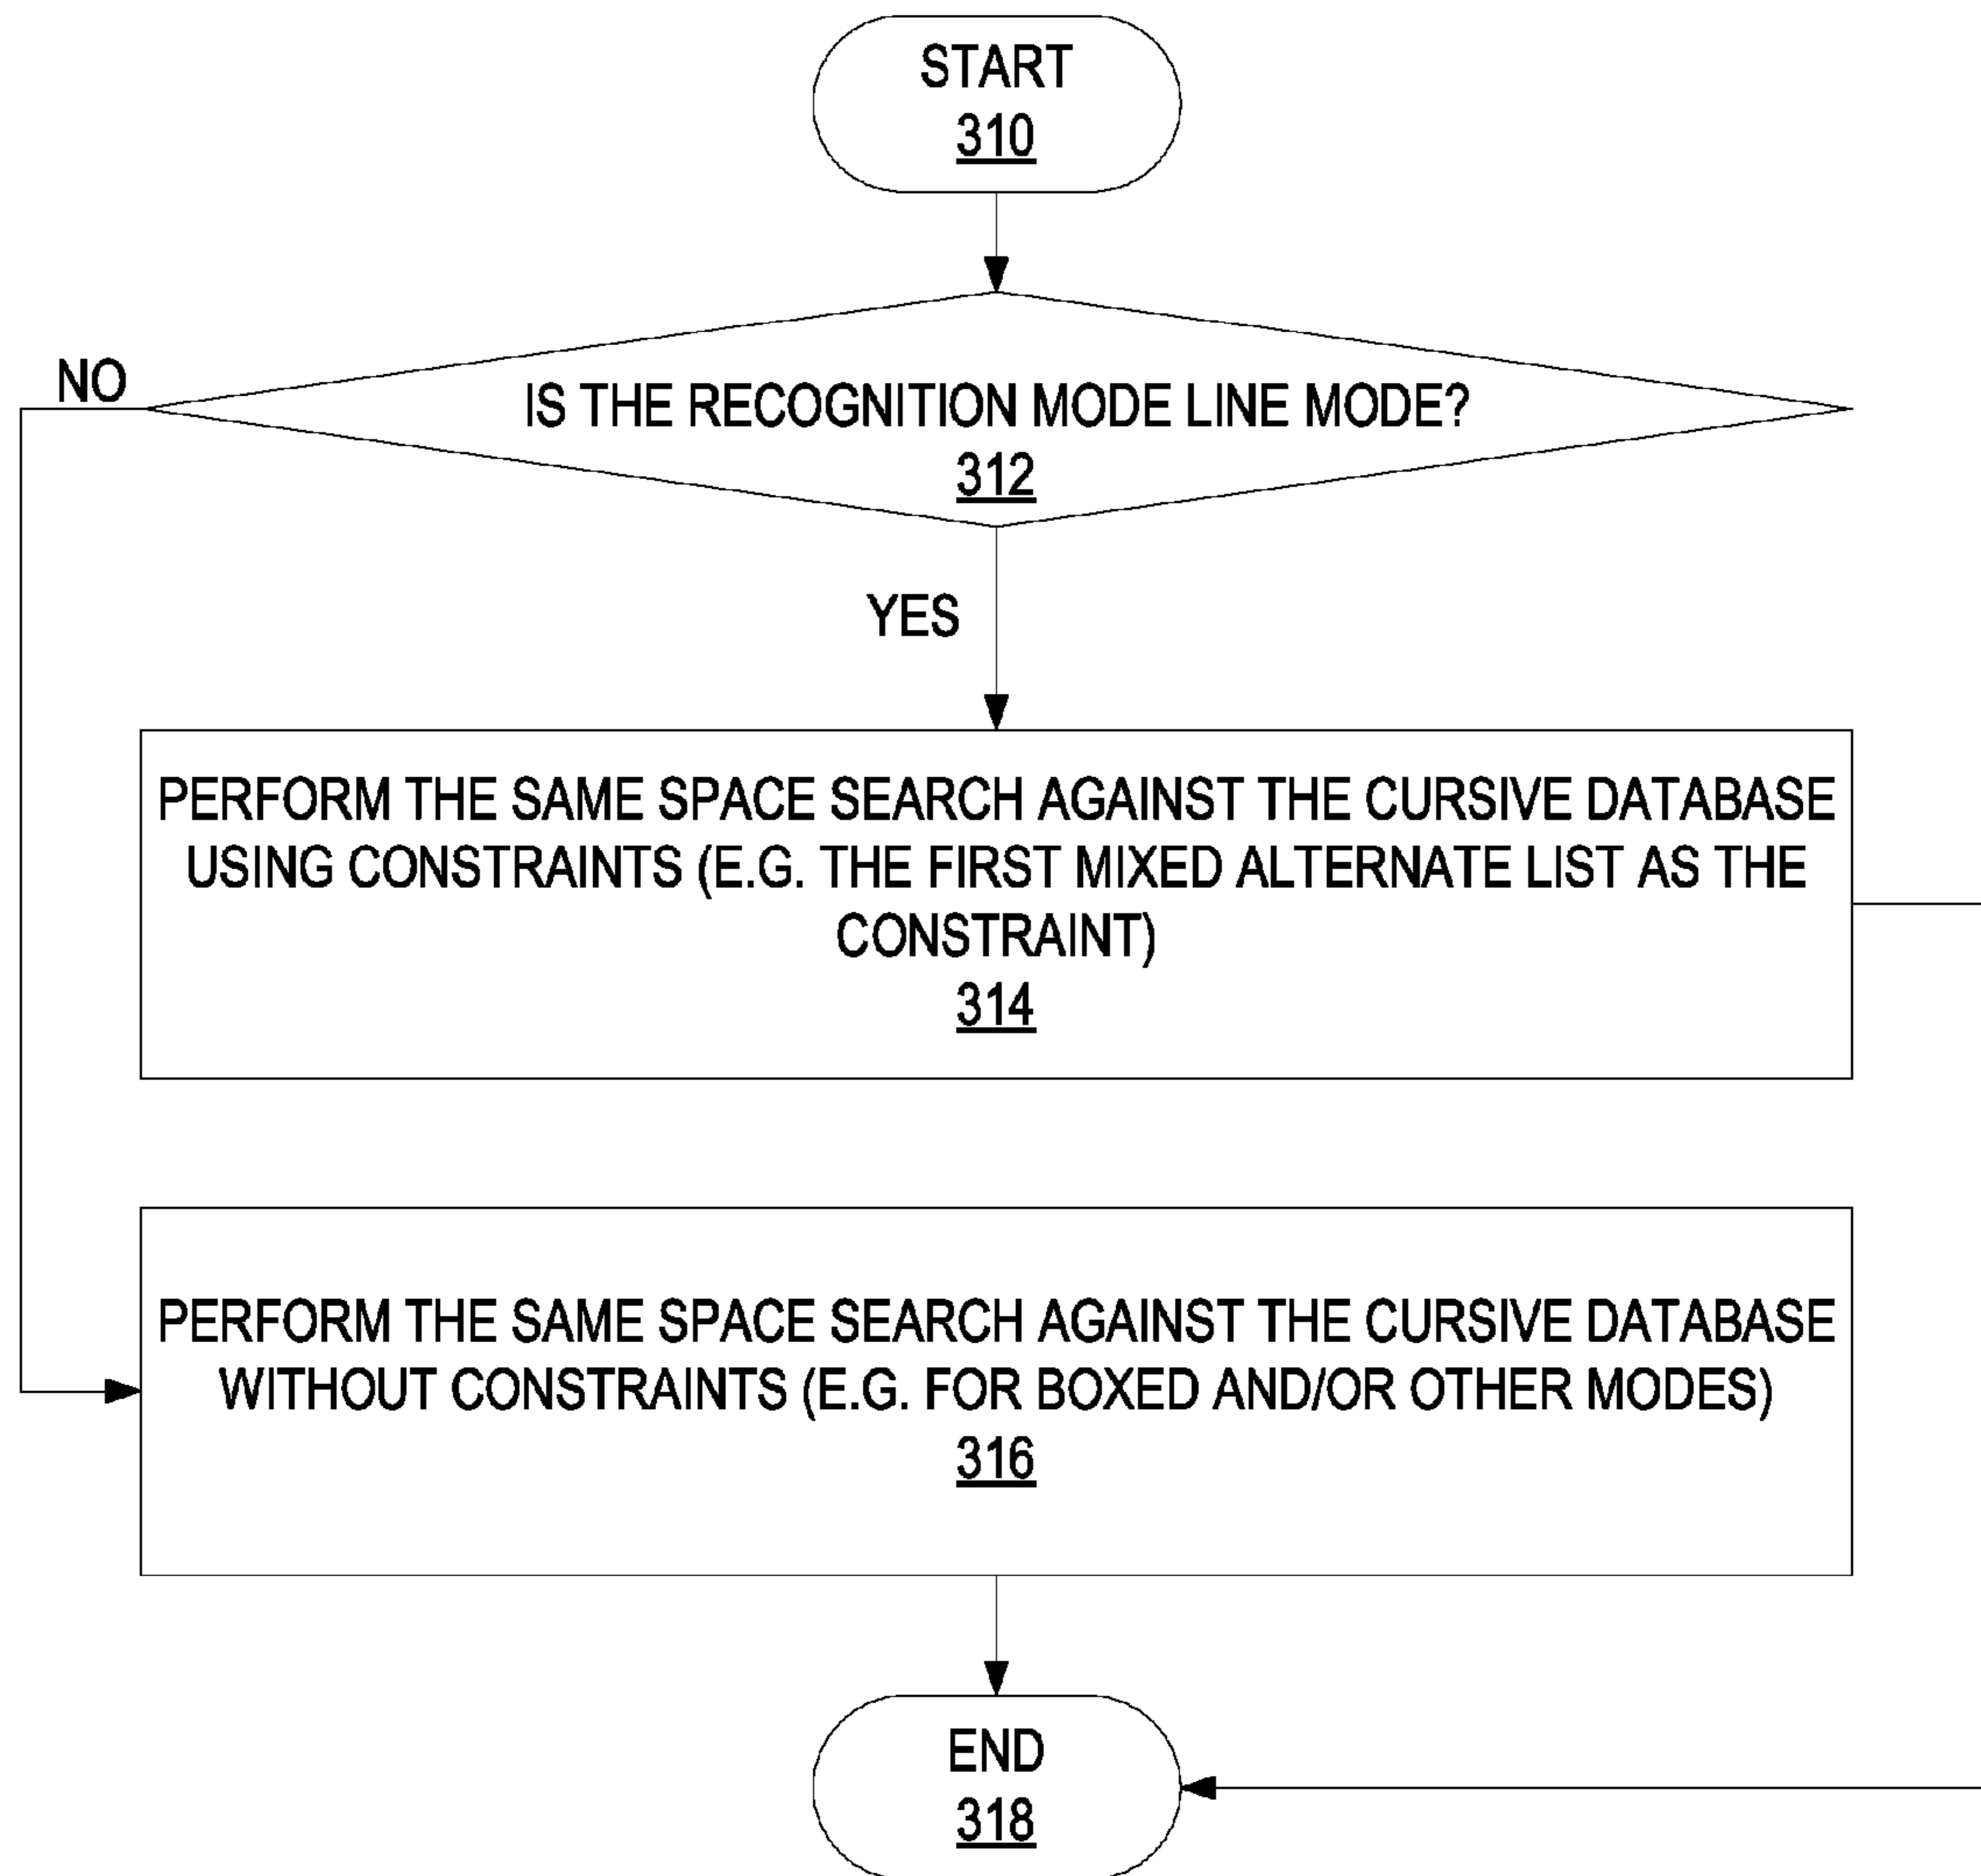 START
310
NO
IS THE RECOGNITION MODE LINE MODE?
312
YES
PERFORM THE SAME SPACE SEARCH AGAINST THE CURSIVE DATABASE
USING CONSTRAINTS (E.G. THE FIRST MIXED ALTERNATE LIST AS THE
CONSTRAINT)
314
PERFORM THE SAME SPACE SEARCH AGAINST THE CURSIVE DATABASE
WITHOUT CONSTRAINTS (E.G. FOR BOXED AND/OR OTHER MODES)
316
END
318